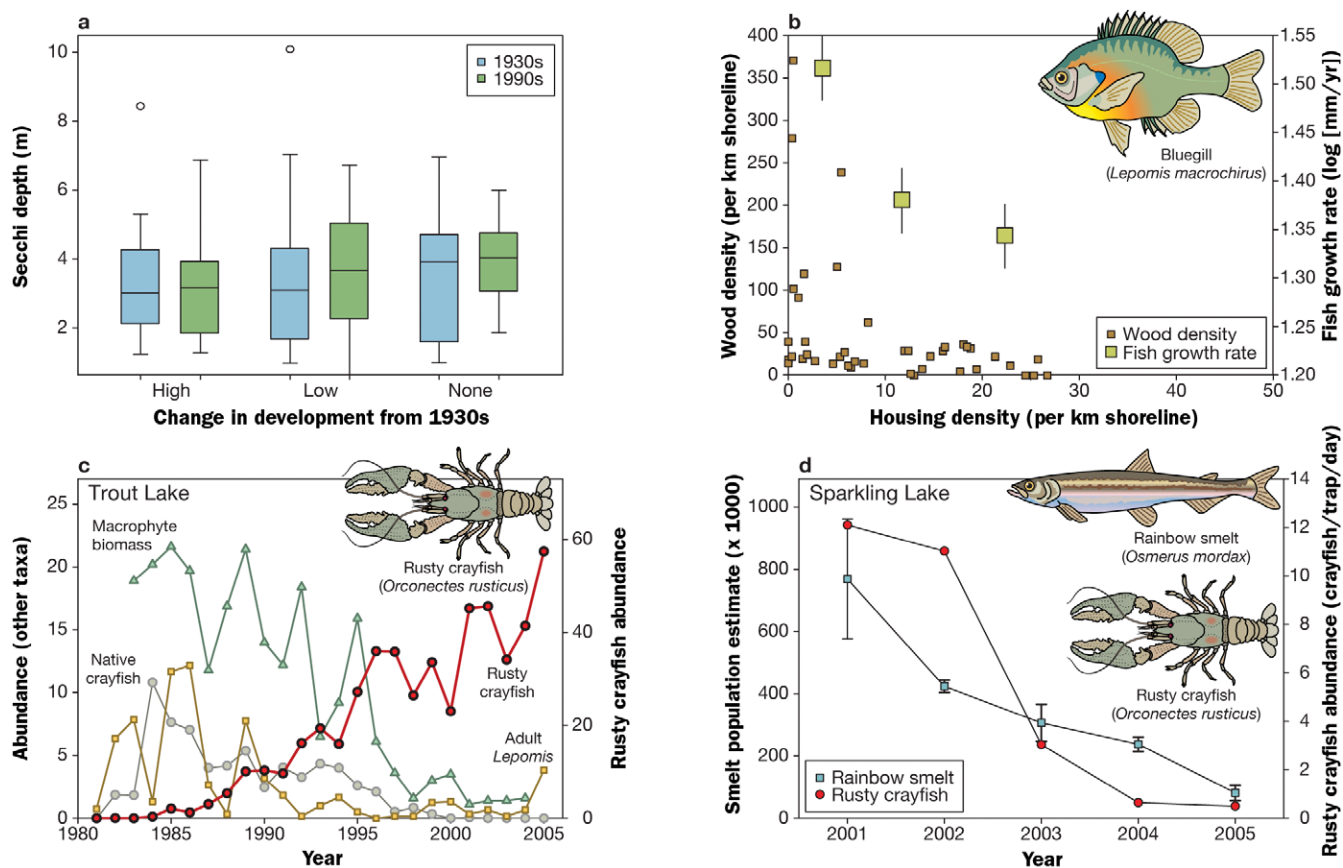 a
Secchi depth (m)
10
8
6
4
2
1930s
1990s
High
Low
None
Change in development from 1930s
b
Wood density (per km shoreline)
400
350
300
250
200
150
100
50
0
Bluegill
(Lepomis macrochirus)
Wood density
Fish growth rate
1.55
1.50
1.45
1.40
1.35
1.30
1.25
1.20
Fish growth rate (log [mm/yr])
0 10 20 30 40 50
Housing density (per km shoreline)
c
Trout Lake
Abundance (other taxa)
25
20
15
10
5
0
Macrophyte
biomass
Rusty crayfish
(Orconectes rusticus)
Native
crayfish
Rusty
crayfish
Adult
Lepomis
60
40
20
0
Rusty crayfish abundance
1980 1985 1990 1995 2000 2005
Year
d
Sparkling Lake
Smelt population estimate (x 1000)
1000
800
600
400
200
0
Rainbow smelt
(Osmerus mordax)
Rusty crayfish
(Orconectes rusticus)
Rainbow smelt
Rusty crayfish
14
12
10
8
6
4
2
0
Rusty crayfish abundance (crayfish/trap/day)
2001 2002 2003 2004 2005
Year